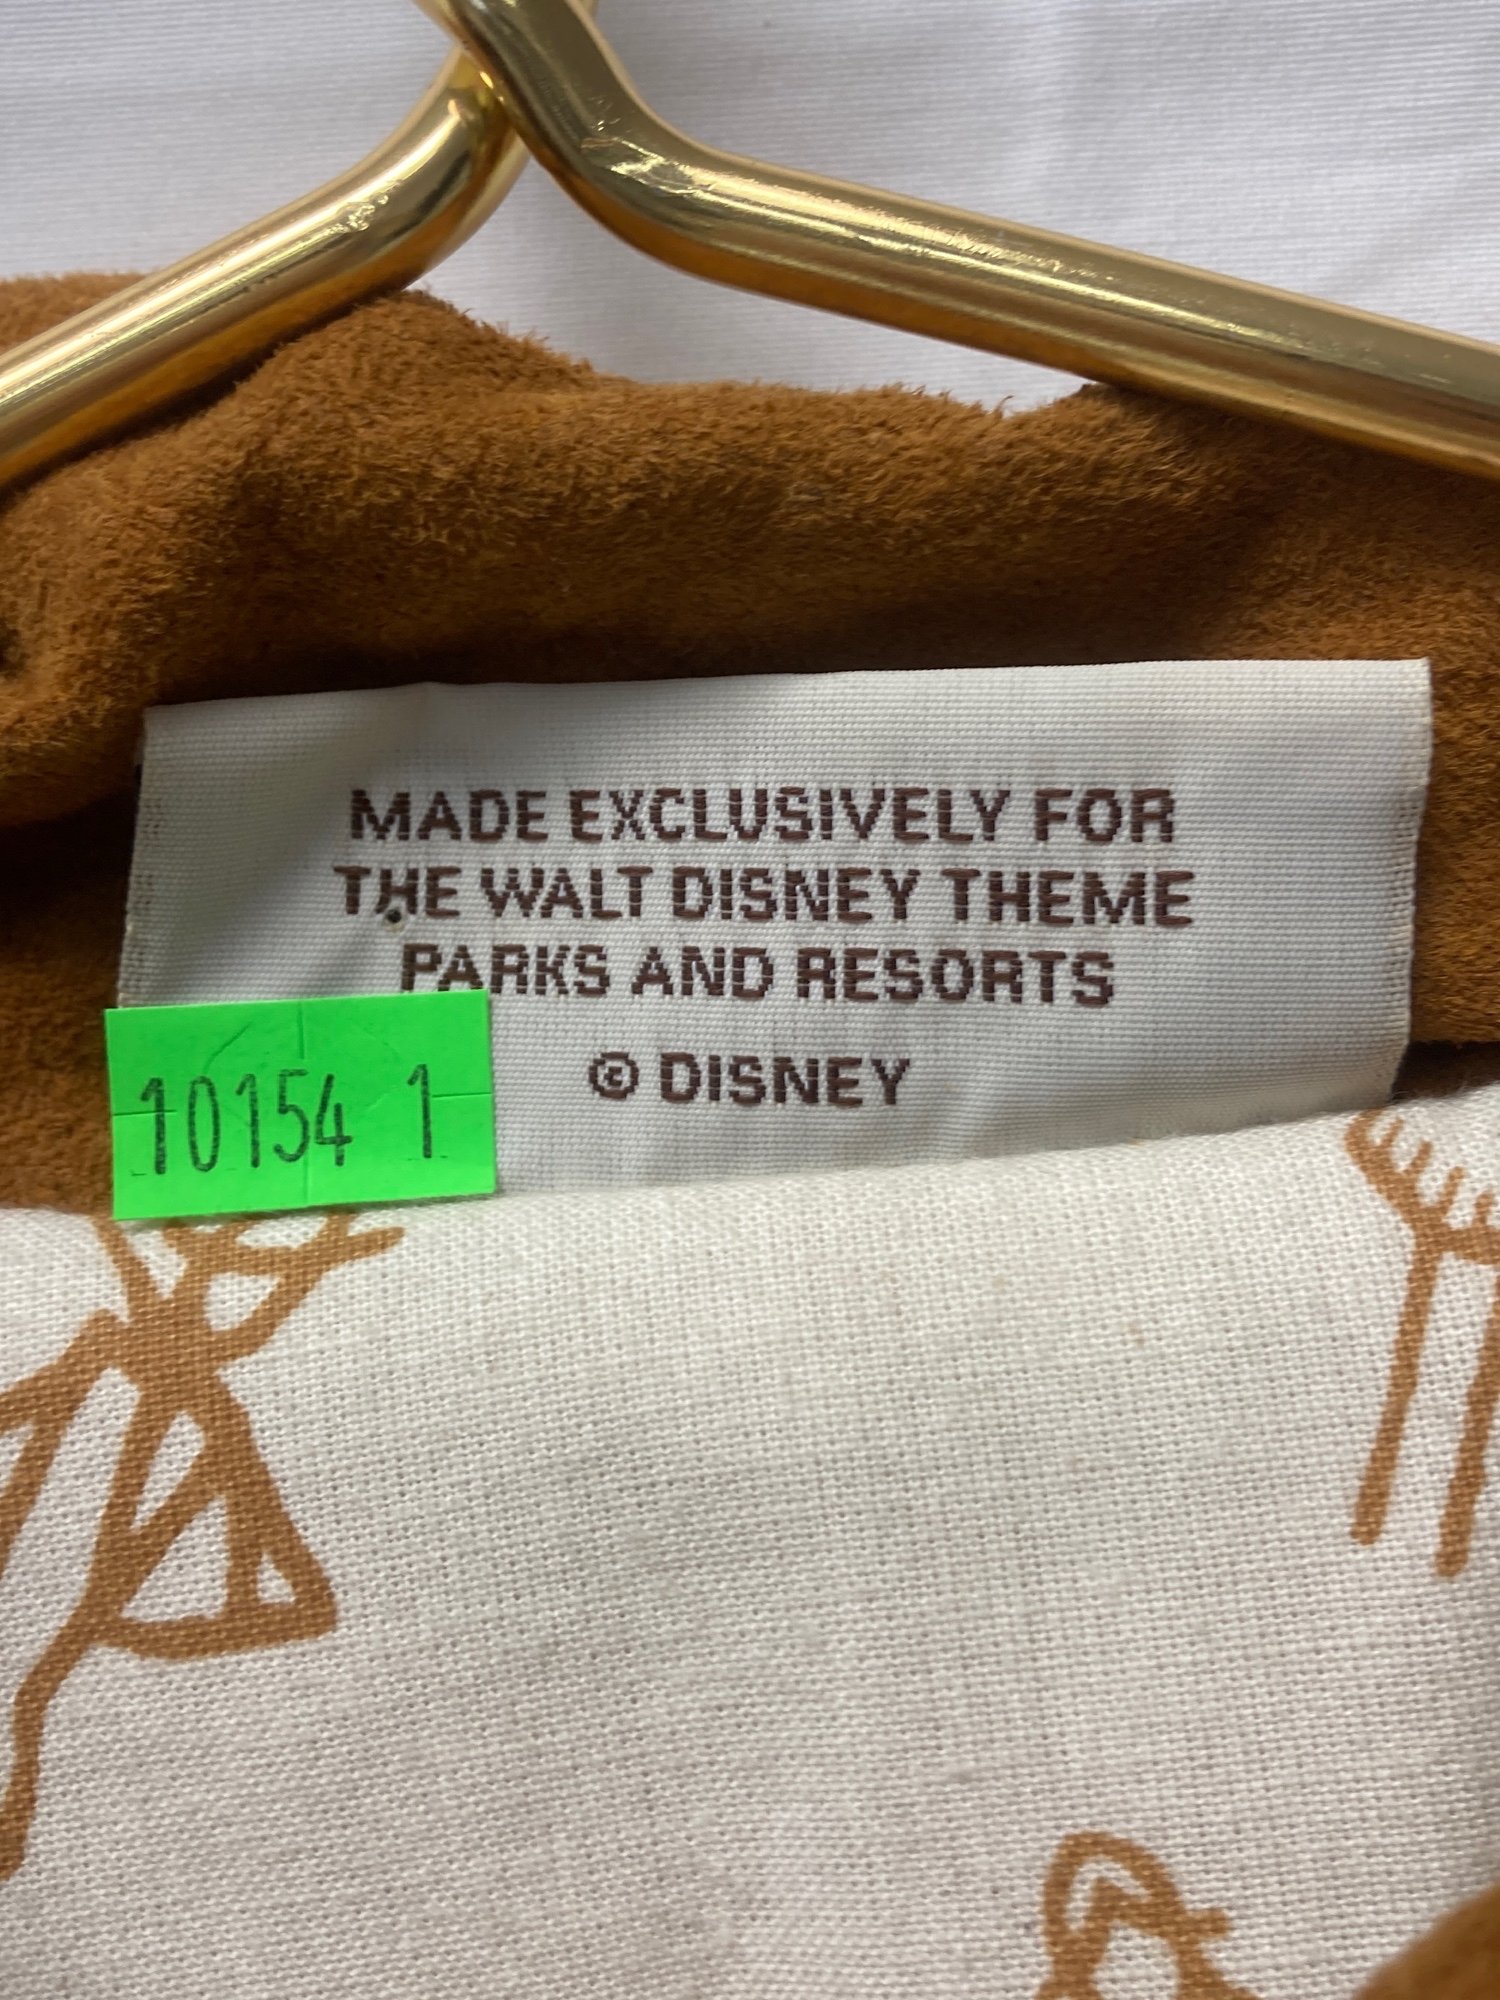 MADE EXCLUSIVELY FOR
THE WALT DISNEY THEME
PARKS AND RESORTS
© DISNEY
10154 1